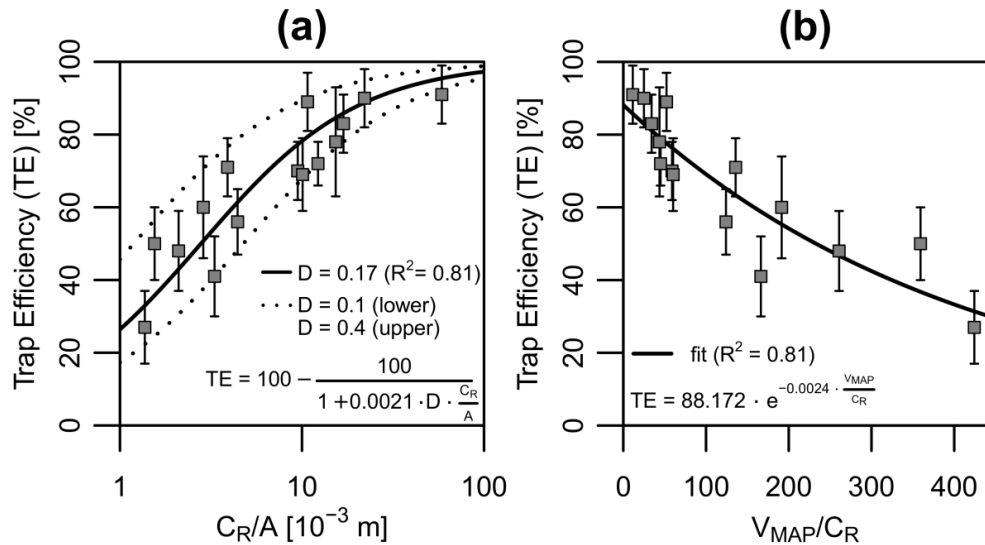 (a)
Trap Efficiency (TE) [%]
100
80
60
40
20
0
D = 0.17 (R²= 0.81)
D = 0.1 (lower)
D = 0.4 (upper)
TE = 100 − 100 / (1 +0.0021 · D · C_R/A)
1
10
100
C_R/A [10⁻³ m]
(b)
Trap Efficiency (TE) [%]
100
80
60
40
20
0
fit (R² = 0.81)
TE = 88.172 · e^(−0.0024 · V_MAP/C_R)
0
100
200
300
400
V_MAP/C_R